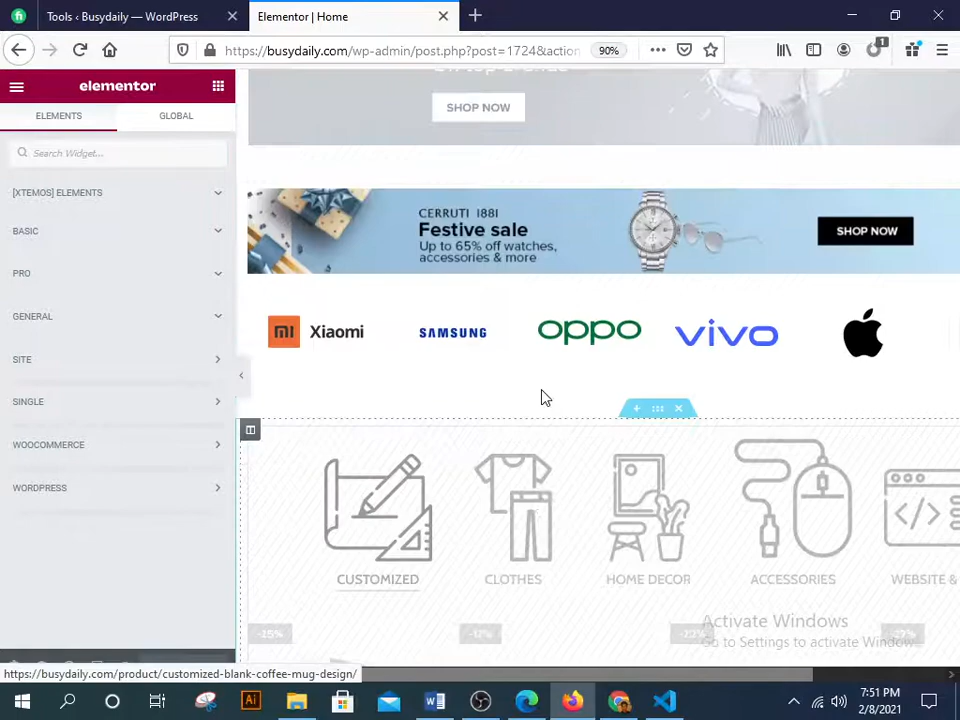 Tools ‹ Busydaily — WordPress
Elementor | Home
https://busydaily.com/wp-admin/post.php?post=1724&action
90%
1
elementor
ELEMENTS
GLOBAL
Search Widget...
[XTEMOS] ELEMENTS
BASIC
PRO
GENERAL
SITE
SINGLE
WOOCOMMERCE
WORDPRESS
SHOP NOW
CERRUTI 1881
Festive sale
Up to 65% off watches,
accessories & more
SHOP NOW
Xiaomi
SAMSUNG
oppo
vivo
CUSTOMIZED
CLOTHES
HOME DECOR
ACCESSORIES
WEBSITE &
Activate Windows
Go to Settings to activate Windows.
https://busydaily.com/product/customized-blank-coffee-mug-design/
7:51 PM
2/8/2021